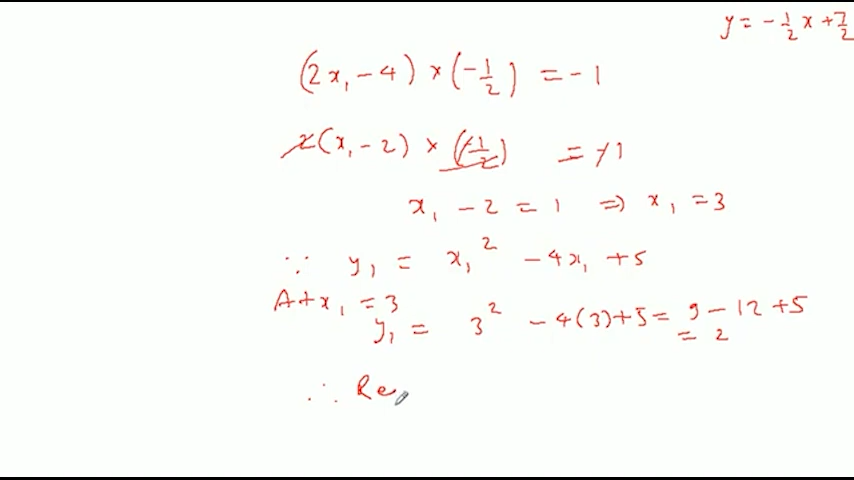 y = -1/2 x + 7/2
(2x₁ - 4) × (-1/2) = -1
2(x₁ - 2) × (-1/2) = -1
x₁ - 2 = 1 ⇒ x₁ = 3
∵ y₁ = x₁² - 4x₁ + 5
At x₁ = 3
y₁ = 3² - 4(3) + 5 = 9 - 12 + 5
= 2
∴ Re